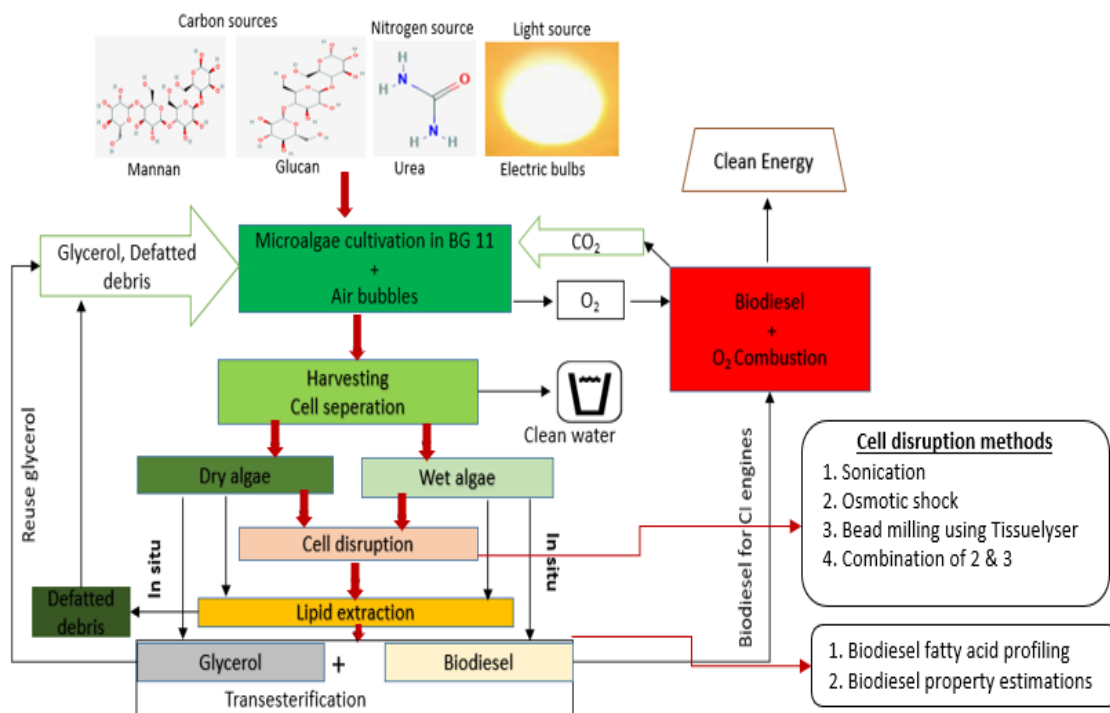 Carbon sources
Nitrogen source
Light source
H H N O N H H
Mannan
Glucan
Urea
Electric bulbs
Clean Energy
Microalgae cultivation in BG 11
+
Air bubbles
Glycerol, Defatted
debris
CO₂
O₂
Biodiesel
+
O₂ Combustion
Harvesting
Cell seperation
Clean water
Reuse glycerol
Dry algae
Wet algae
Cell disruption
In situ
In situ
Biodiesel for CI engines
Cell disruption methods
1. Sonication
2. Osmotic shock
3. Bead milling using Tissuelyser
4. Combination of 2 & 3
Defatted
debris
Lipid extraction
Glycerol
+
Biodiesel
Transesterification
1. Biodiesel fatty acid profiling
2. Biodiesel property estimations